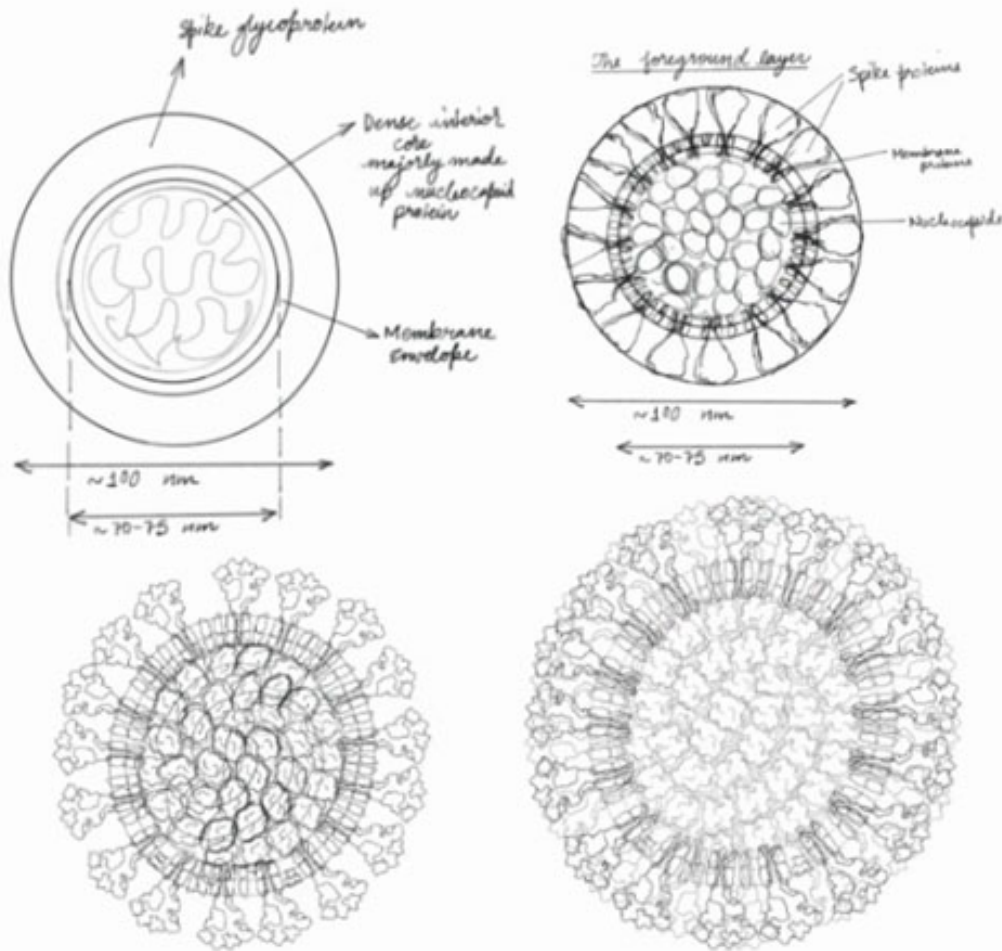 Spike glycoprotein
Dense interior
core
majorly made
up nucleocapsid
protein
Membrane
Envelope
~100 nm
~70-75 nm
The foreground layer
Spike proteins
Membrane
proteins
Nucleocapsids
~100 nm
~70-75 nm